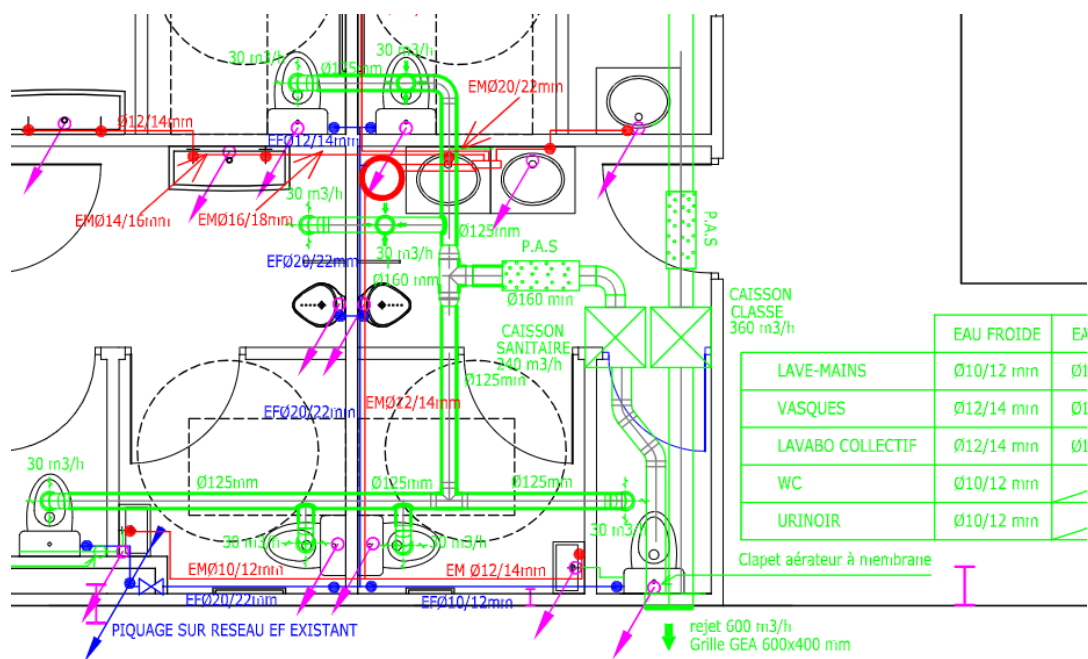 30 m3/h
Ø125mm
30 m3/h
EMØ20/22mm
Ø12/14mm
EFØ12/14mm
EMØ14/16mm
EMØ16/18mm
30 m3/h
Ø125mm
P.A.S
30 m3/h
P.A.S
EFØ20/22mm
Ø160 mm
Ø160 mm
CAISSON
CLASSE
360 m3/h
CAISSON
SANITAIRE
240 m3/h
Ø125mm
EAU FROIDE
EA
LAVE-MAINS
Ø10/12 mm
Ø1
VASQUES
Ø12/14 mm
Ø1
LAVABO COLLECTIF
Ø12/14 mm
Ø1
WC
Ø10/12 mm
URINOIR
Ø10/12 mm
EFØ20/22mm
EMØ12/14mm
30 m3/h
Ø125mm
Ø125mm
Ø125mm
30 m3/h
30 m3/h
30 m3/h
EMØ10/12mm
EM Ø12/14mm
Clapet aérateur à membrane
EFØ20/22mm
EFØ10/12mm
PIQUAGE SUR RESEAU EF EXISTANT
rejet 600 m3/h
Grille GEA 600x400 mm